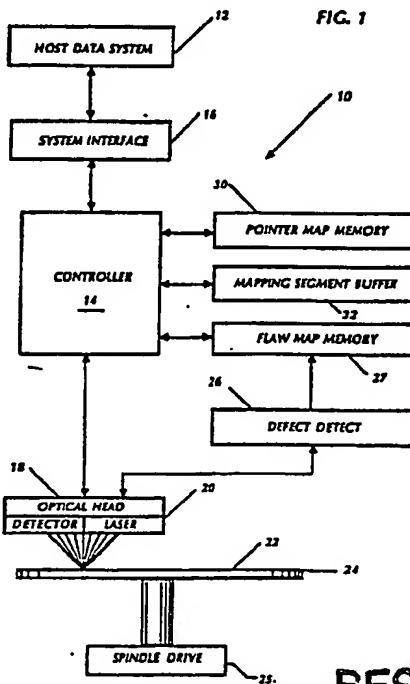 FIG. 1
HOST DATA SYSTEM
12
SYSTEM INTERFACE
16
10
30
POINTER MAP MEMORY
CONTROLLER
14
MAPPING SEGMENT BUFFER
32
FLAW MAP MEMORY
27
26
DEFECT DETECT
18
OPTICAL HEAD
20
DETECTOR LASER
22
24
SPINDLE DRIVE
25